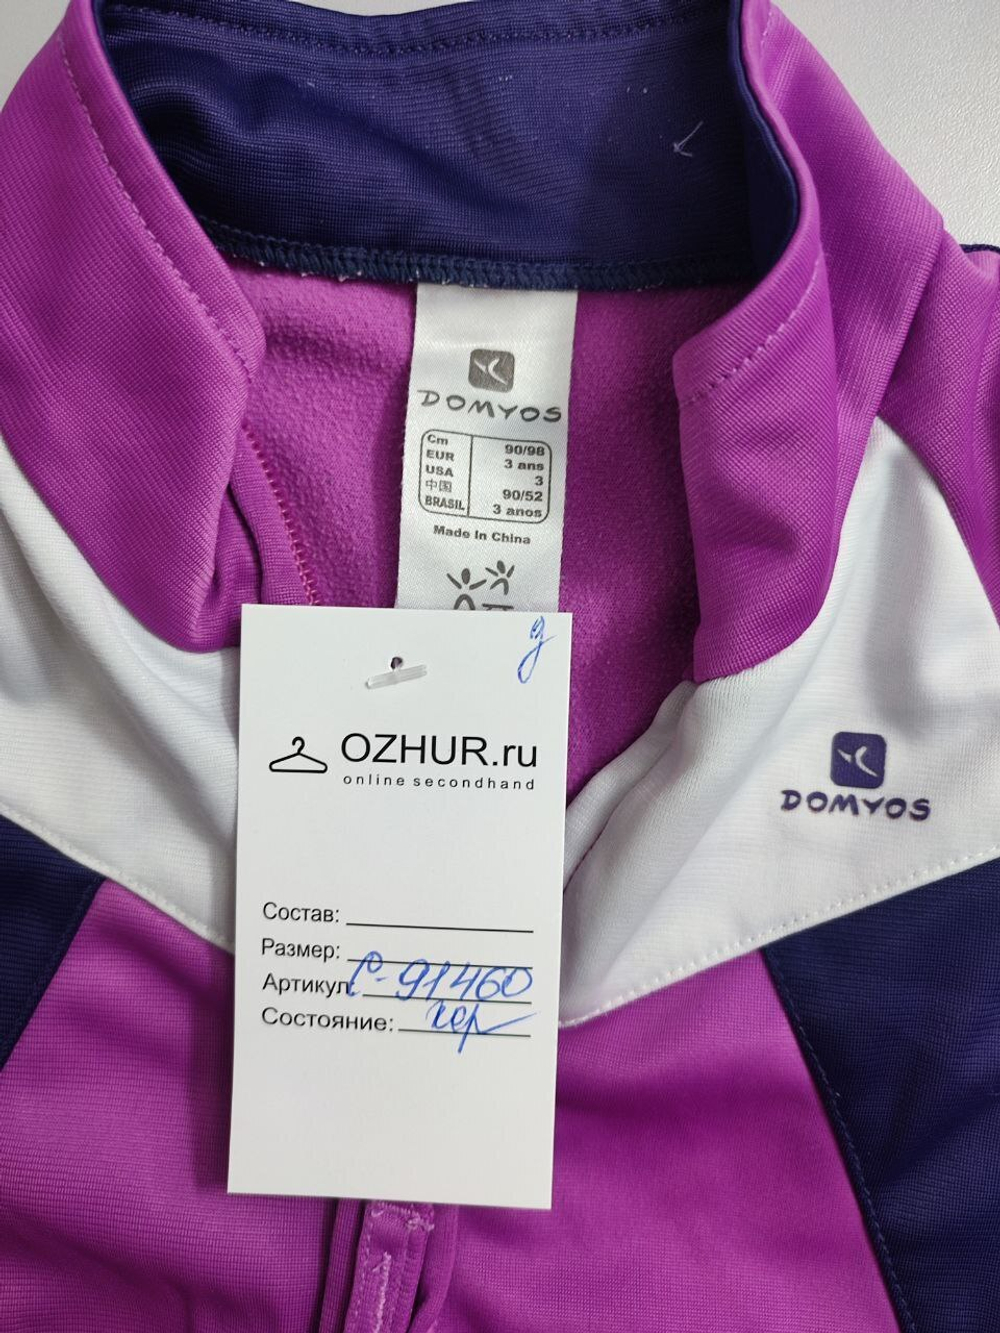 DOMYOS
Cm 90/98
EUR 3 ans
USA 3
中国 90/52
BRASIL 3 anos
Made In China
g
OZHUR.ru
online secondhand
Состав:
Размер:
Артикул: С-91460
Состояние: хор
DOMYOS